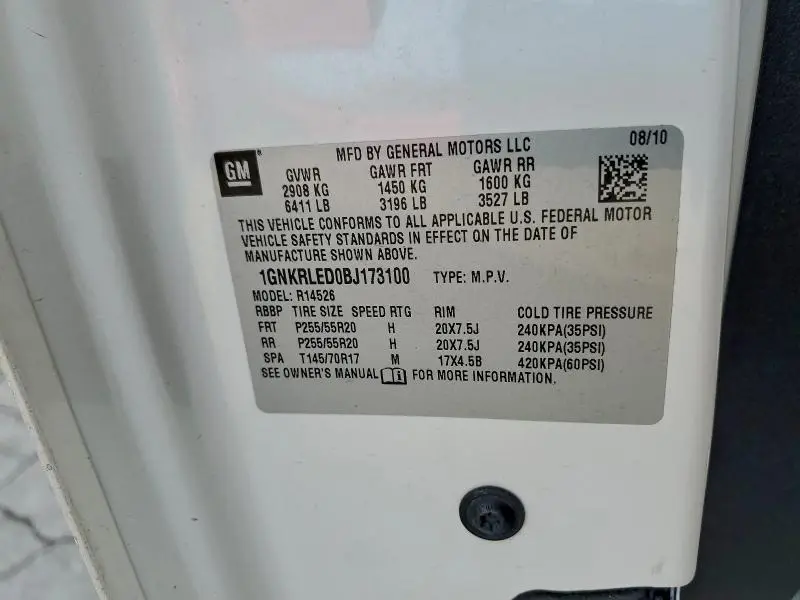 08/10
GM MFD BY GENERAL MOTORS LLC
GVWR GAWR FRT GAWR RR
2908 KG 1450 KG 1600 KG
6411 LB 3196 LB 3527 LB
THIS VEHICLE CONFORMS TO ALL APPLICABLE U.S. FEDERAL MOTOR
VEHICLE SAFETY STANDARDS IN EFFECT ON THE DATE OF
MANUFACTURE SHOWN ABOVE.
1GNKRLED0BJ173100 TYPE: M.P.V.
MODEL: R14526
RBBP TIRE SIZE SPEED RTG RIM COLD TIRE PRESSURE
FRT P255/55R20 H 20X7.5J 240KPA(35PSI)
RR P255/55R20 H 20X7.5J 240KPA(35PSI)
SPA T145/70R17 M 17X4.5B 420KPA(60PSI)
SEE OWNER'S MANUAL FOR MORE INFORMATION.